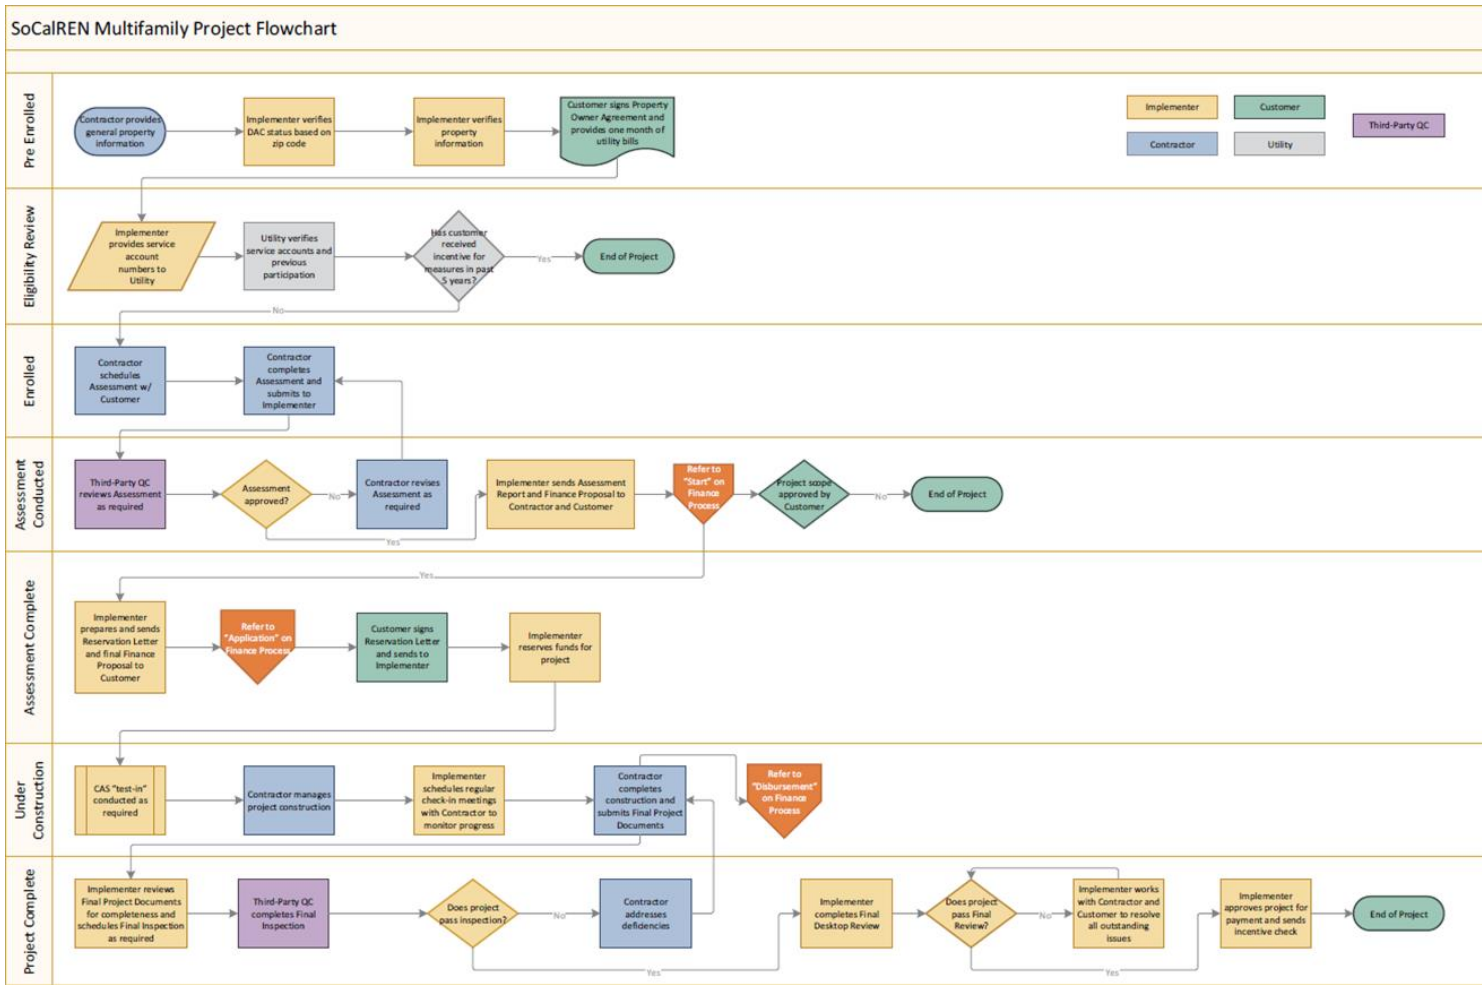 SoCalREN Multifamily Project Flowchart
Pre Enrolled
Contractor provides
general property
information
Implementer verifies
DAC status based on
zip code
Implementer verifies
property
information
Customer signs Property
Owner Agreement and
provides one month of
utility bills
Implementer
Customer
Third-Party QC
Contractor
Utility
Eligibility Review
Implementer
provides service
account
numbers to
Utility
Utility verifies
service accounts and
previous
participation
Has customer
received
incentive for
measures in past
5 years?
Yes
End of Project
No
Enrolled
Contractor
schedules
Assessment w/
Customer
Contractor
completes
Assessment and
submits to
Implementer
Assessment
Conducted
Third-Party QC
reviews Assessment
as required
Assessment
approved?
No
Contractor revises
Assessment as
required
Yes
Implementer sends Assessment
Report and Finance Proposal to
Contractor and Customer
Refer to
"Start" on
Finance
Process
Project scope
approved by
Customer
No
End of Project
Yes
Assessment Complete
Implementer
prepares and sends
Reservation Letter
and final Finance
Proposal to
Customer
Refer to
"Application" on
Finance Process
Customer signs
Reservation Letter
and sends to
Implementer
Implementer
reserves funds for
project
Under
Construction
CAS "test-in"
conducted as
required
Contractor manages
project construction
Implementer
schedules regular
check-in meetings
with Contractor to
monitor progress
Contractor
completes
construction and
submits Final Project
Documents
Refer to
"Disbursement"
on Finance
Process
Project Complete
Implementer reviews
Final Project Documents
for completeness and
schedules Final Inspection
as required
Third-Party QC
completes Final
Inspection
Does project
pass inspection?
No
Contractor
addresses
deficiencies
Yes
Implementer
completes Final
Desktop Review
Does project
pass Final
Review?
No
Implementer works
with Contractor and
Customer to resolve
all outstanding
issues
Yes
Implementer
approves project for
payment and sends
incentive check
End of Project